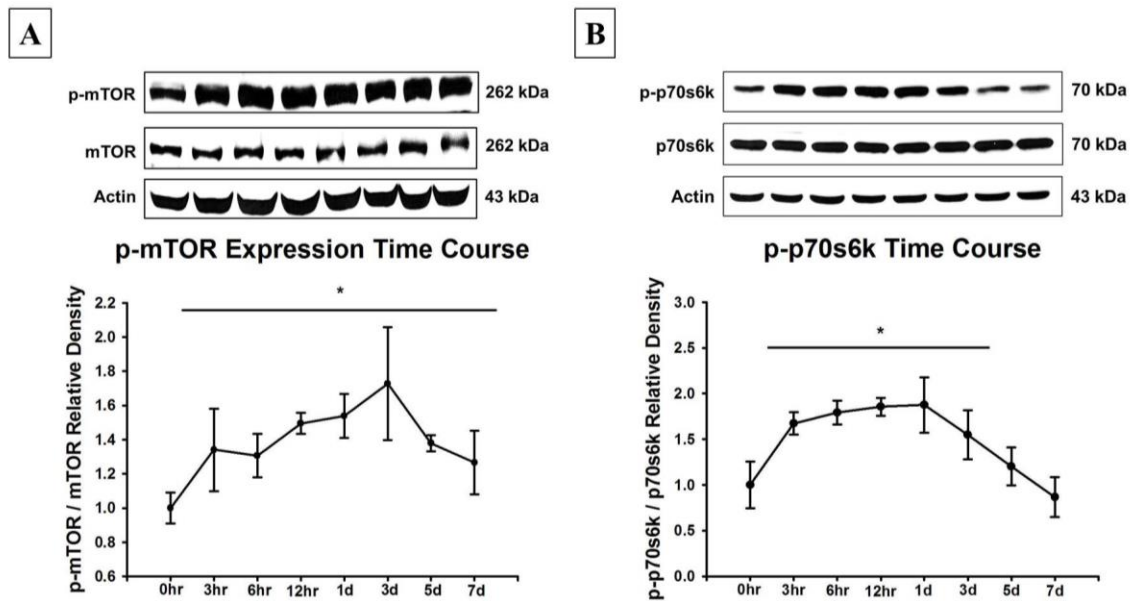 A
p-mTOR 262 kDa
mTOR 262 kDa
Actin 43 kDa
p-mTOR Expression Time Course
p-mTOR / mTOR Relative Density
2.2
2.0
1.8
1.6
1.4
1.2
1.0
0.8
0.6
*
0hr 3hr 6hr 12hr 1d 3d 5d 7d
B
p-p70s6k 70 kDa
p70s6k 70 kDa
Actin 43 kDa
p-p70s6k Time Course
p-p70s6k / p70s6k Relative Density
3.0
2.5
2.0
1.5
1.0
0.5
0.0
*
0hr 3hr 6hr 12hr 1d 3d 5d 7d